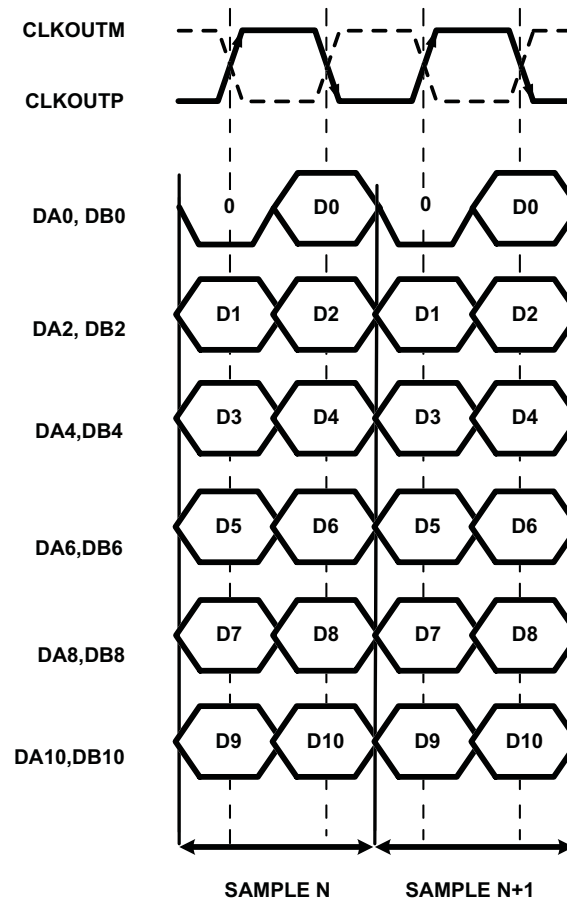 CLKOUTM
CLKOUTP
DA0, DB0 0 D0 0 D0
DA2, DB2 D1 D2 D1 D2
DA4,DB4 D3 D4 D3 D4
DA6,DB6 D5 D6 D5 D6
DA8,DB8 D7 D8 D7 D8
DA10,DB10 D9 D10 D9 D10
SAMPLE N SAMPLE N+1